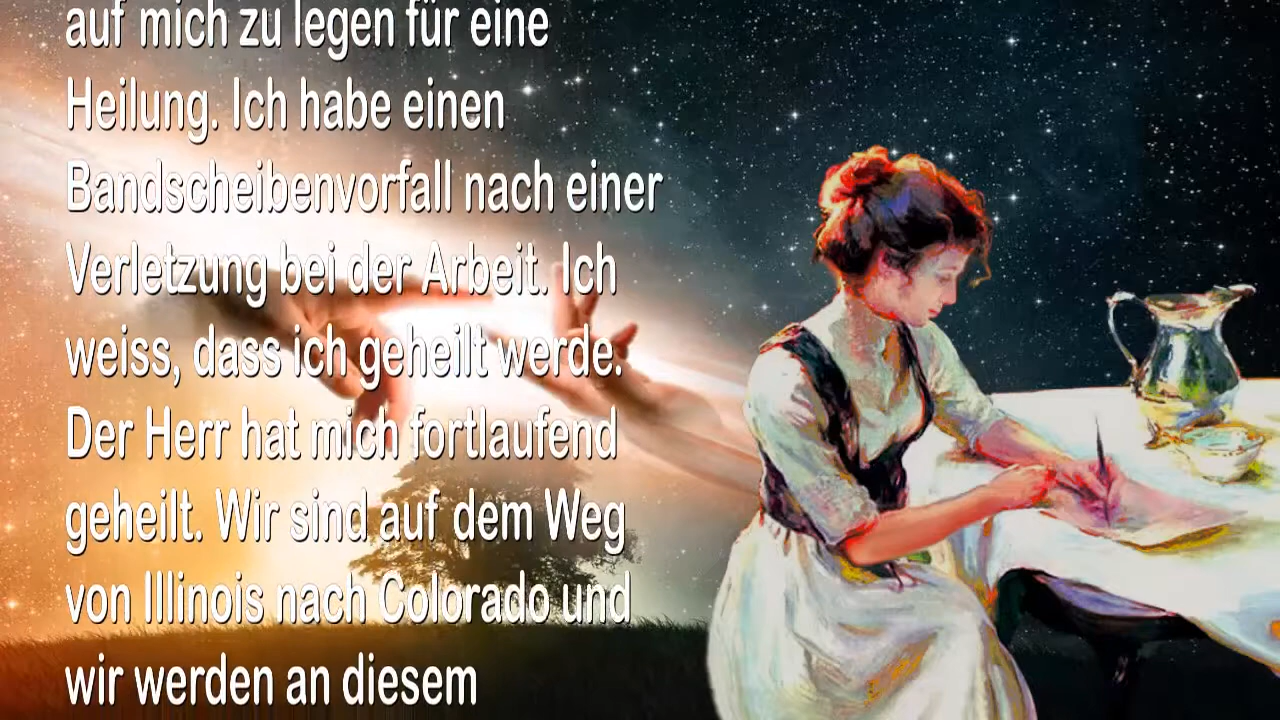 auf mich zu legen für eine
Heilung. Ich habe einen
Bandscheibenvorfall nach einer
Verletzung bei der Arbeit. Ich
weiss, dass ich geheilt werde.
Der Herr hat mich fortlaufend
geheilt. Wir sind auf dem Weg
von Illinois nach Colorado und
wir werden an diesem